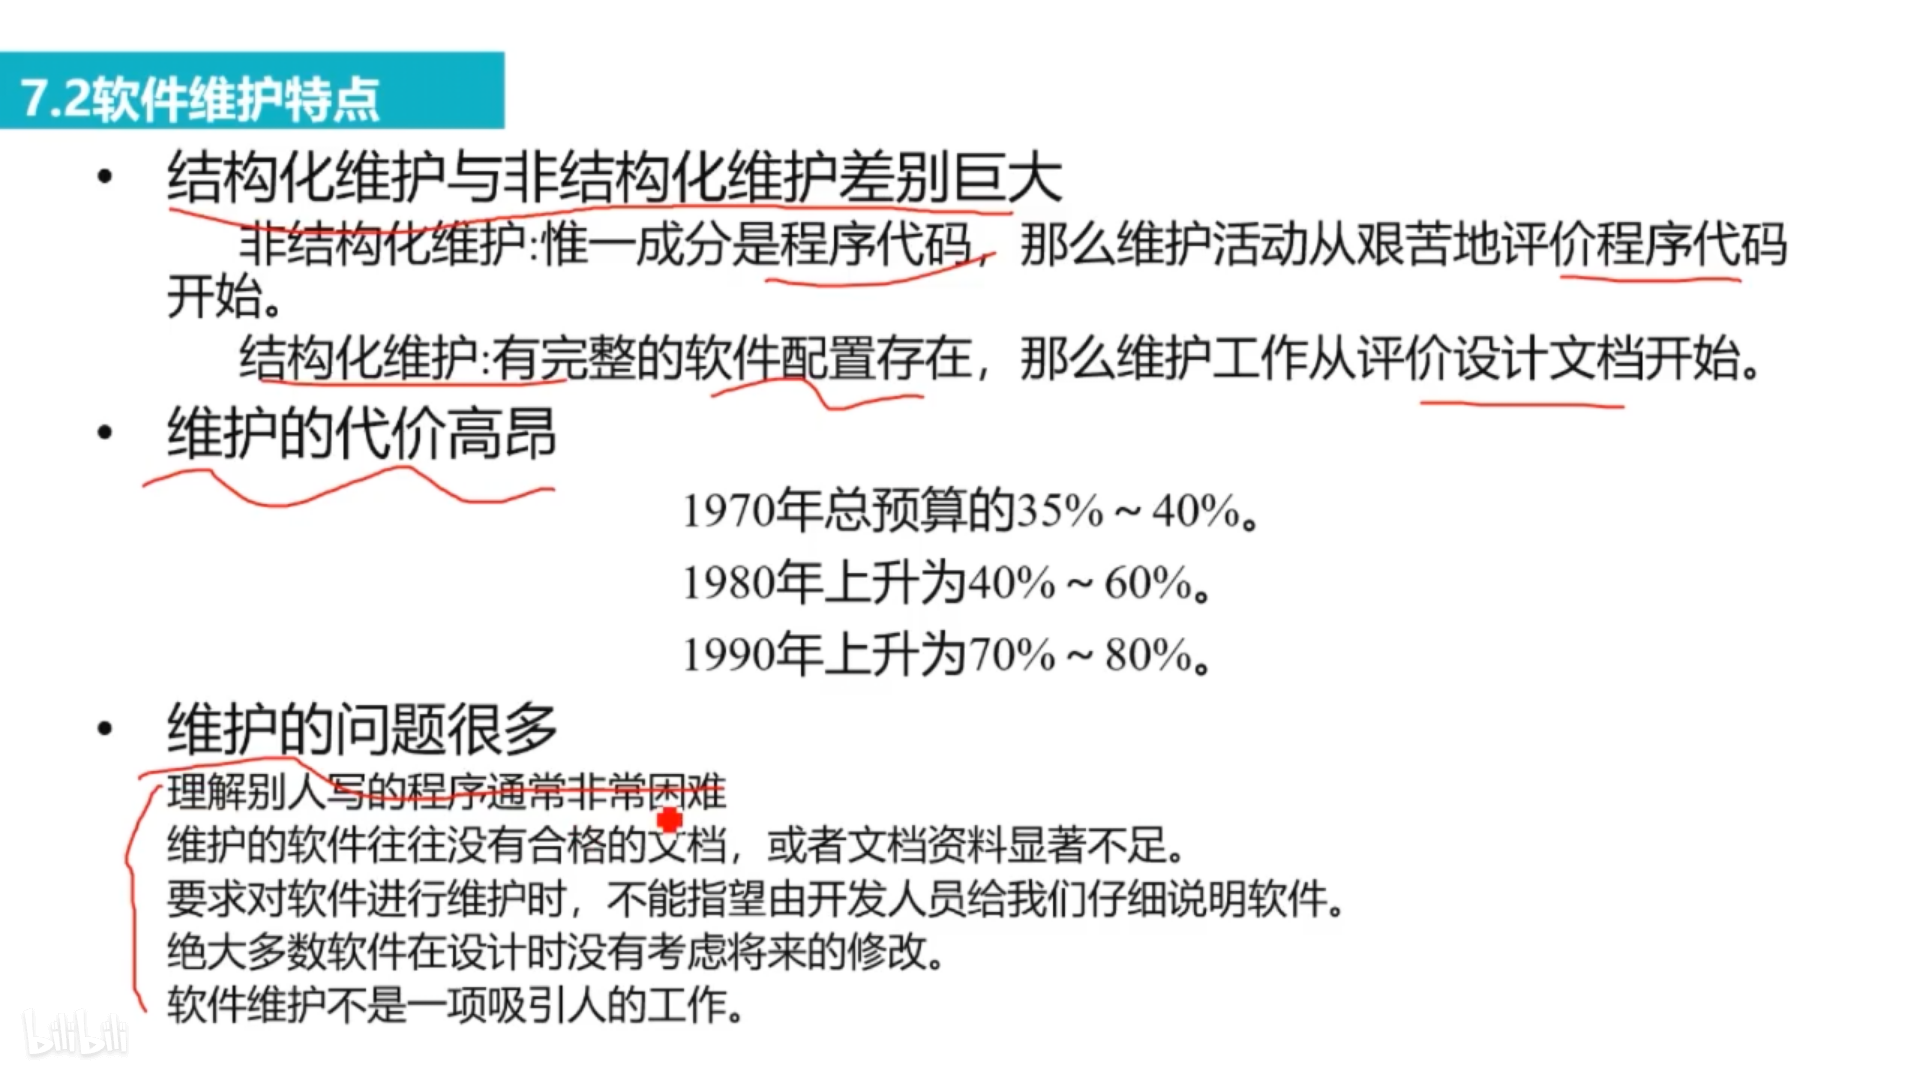 7.2软件维护特点
• 结构化维护与非结构化维护差别巨大
非结构化维护:惟一成分是程序代码，那么维护活动从艰苦地评价程序代码
开始。
结构化维护:有完整的软件配置存在，那么维护工作从评价设计文档开始。
• 维护的代价高昂
1970年总预算的35%～40%。
1980年上升为40%～60%。
1990年上升为70%～80%。
• 维护的问题很多
理解别人写的程序通常非常困难
维护的软件往往没有合格的文档，或者文档资料显著不足。
要求对软件进行维护时，不能指望由开发人员给我们仔细说明软件。
绝大多数软件在设计时没有考虑将来的修改。
软件维护不是一项吸引人的工作。
bilibili